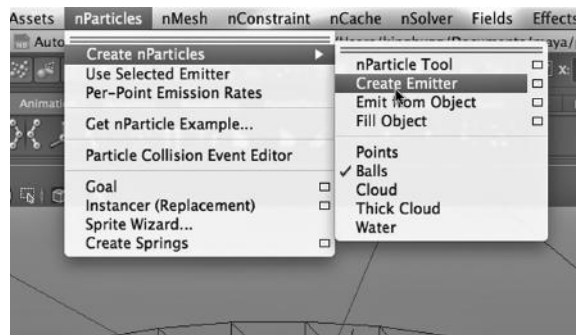 Assets nParticles nMesh nConstraint nCache nSolver Fields Effects
Auto
Create nParticles
Use Selected Emitter
Per-Point Emission Rates
Get nParticle Example...
Particle Collision Event Editor
Goal
Instancer (Replacement)
Sprite Wizard...
Create Springs
nParticle Tool
Create Emitter
Emit from Object
Fill Object
Points
Balls
Cloud
Thick Cloud
Water
Animati
X: